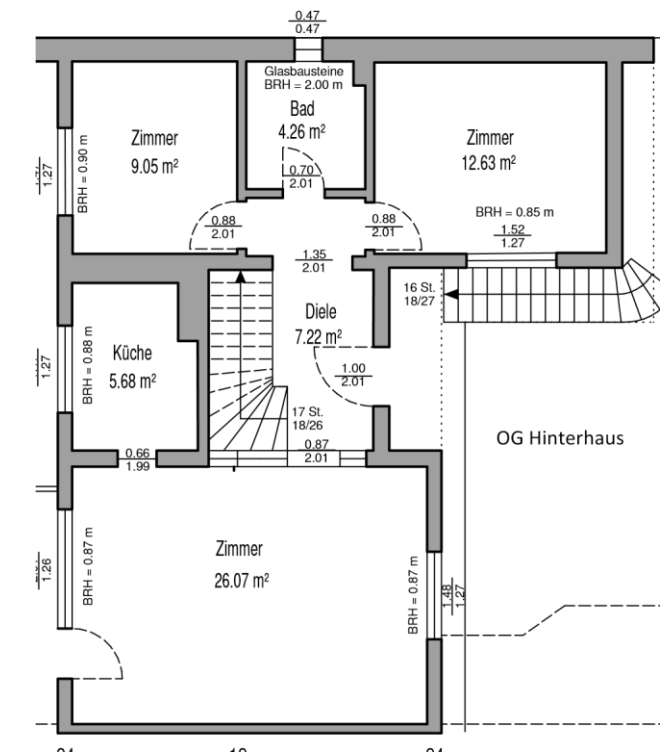 0.47
0.47
Glasbausteine
BRH = 2.00 m
Bad
4.26 m²
Zimmer
9.05 m²
Zimmer
12.63 m²
1.27
BRH = 0.90 m
0.70
2.01
0.88
2.01
0.88
2.01
BRH = 0.85 m
1.52
1.27
1.35
2.01
16 St.
18/27
Diele
7.22 m²
Küche
5.68 m²
1.27
BRH = 0.88 m
1.00
2.01
17 St.
18/26
0.87
2.01
0.66
1.99
OG Hinterhaus
Zimmer
26.07 m²
1.26
BRH = 0.87 m
BRH = 0.87 m
1.48
1.27